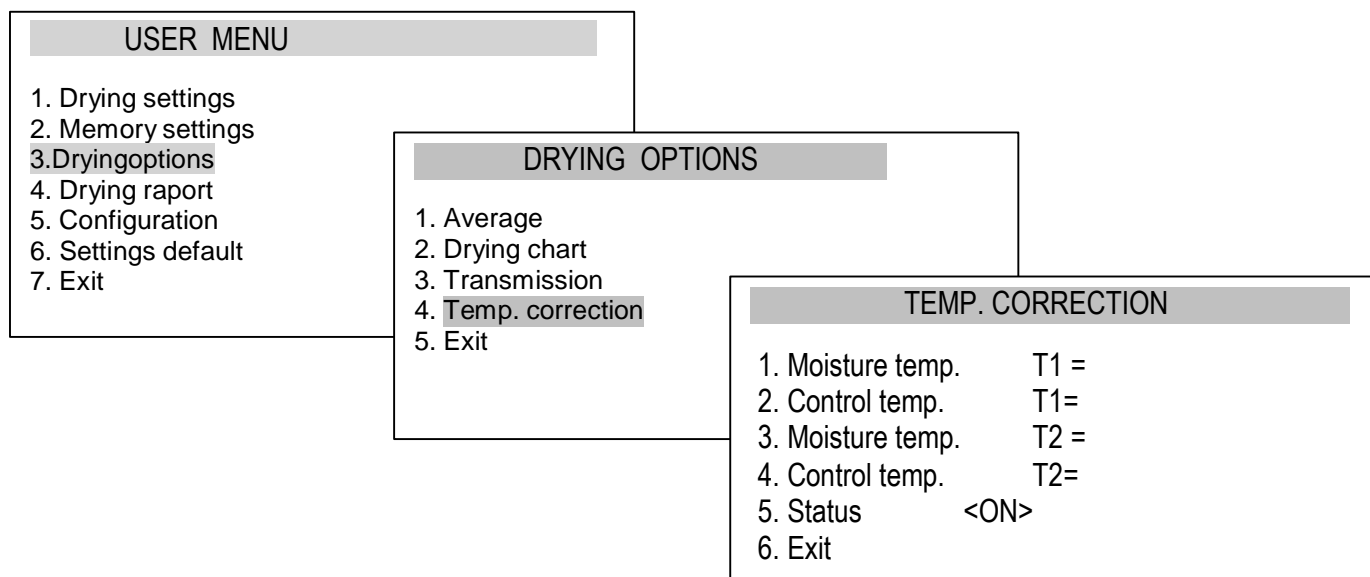 USER MENU
1. Drying settings
2. Memory settings
3.Dryingoptions
4. Drying raport
5. Configuration
6. Settings default
7. Exit
DRYING OPTIONS
1. Average
2. Drying chart
3. Transmission
4. Temp. correction
5. Exit
TEMP. CORRECTION
1. Moisture temp. T1 =
2. Control temp. T1=
3. Moisture temp. T2 =
4. Control temp. T2=
5. Status <ON>
6. Exit